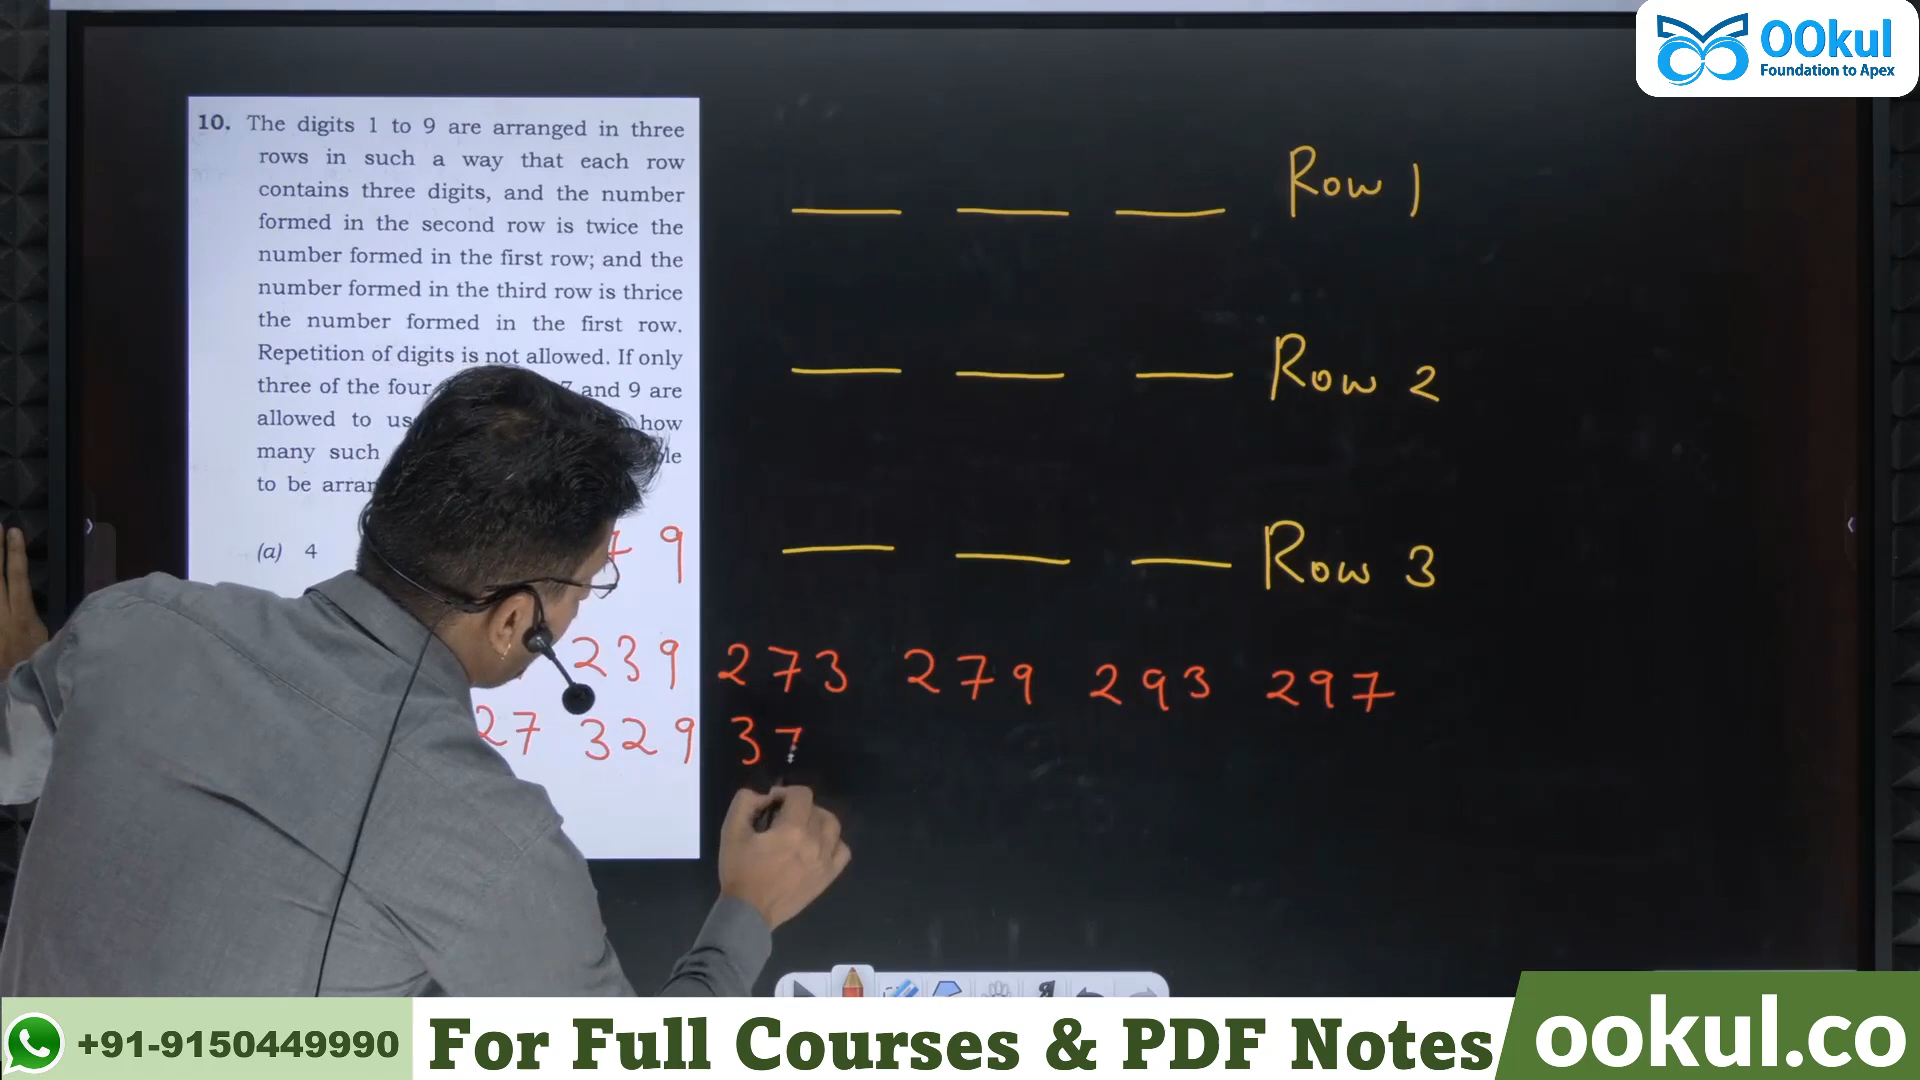 OOkul
Foundation to Apex
10. The digits 1 to 9 are arranged in three
rows in such a way that each row
contains three digits, and the number
formed in the second row is twice the
number formed in the first row; and the
number formed in the third row is thrice
the number formed in the first row.
Repetition of digits is not allowed. If only
three of the four and 9 are
allowed to how
many such
to be
(a) 4
9
Row 1
Row 2
Row 3
239 273 279 293 297
27 329 37
+91-9150449990
For Full Courses & PDF Notes
ookul.co